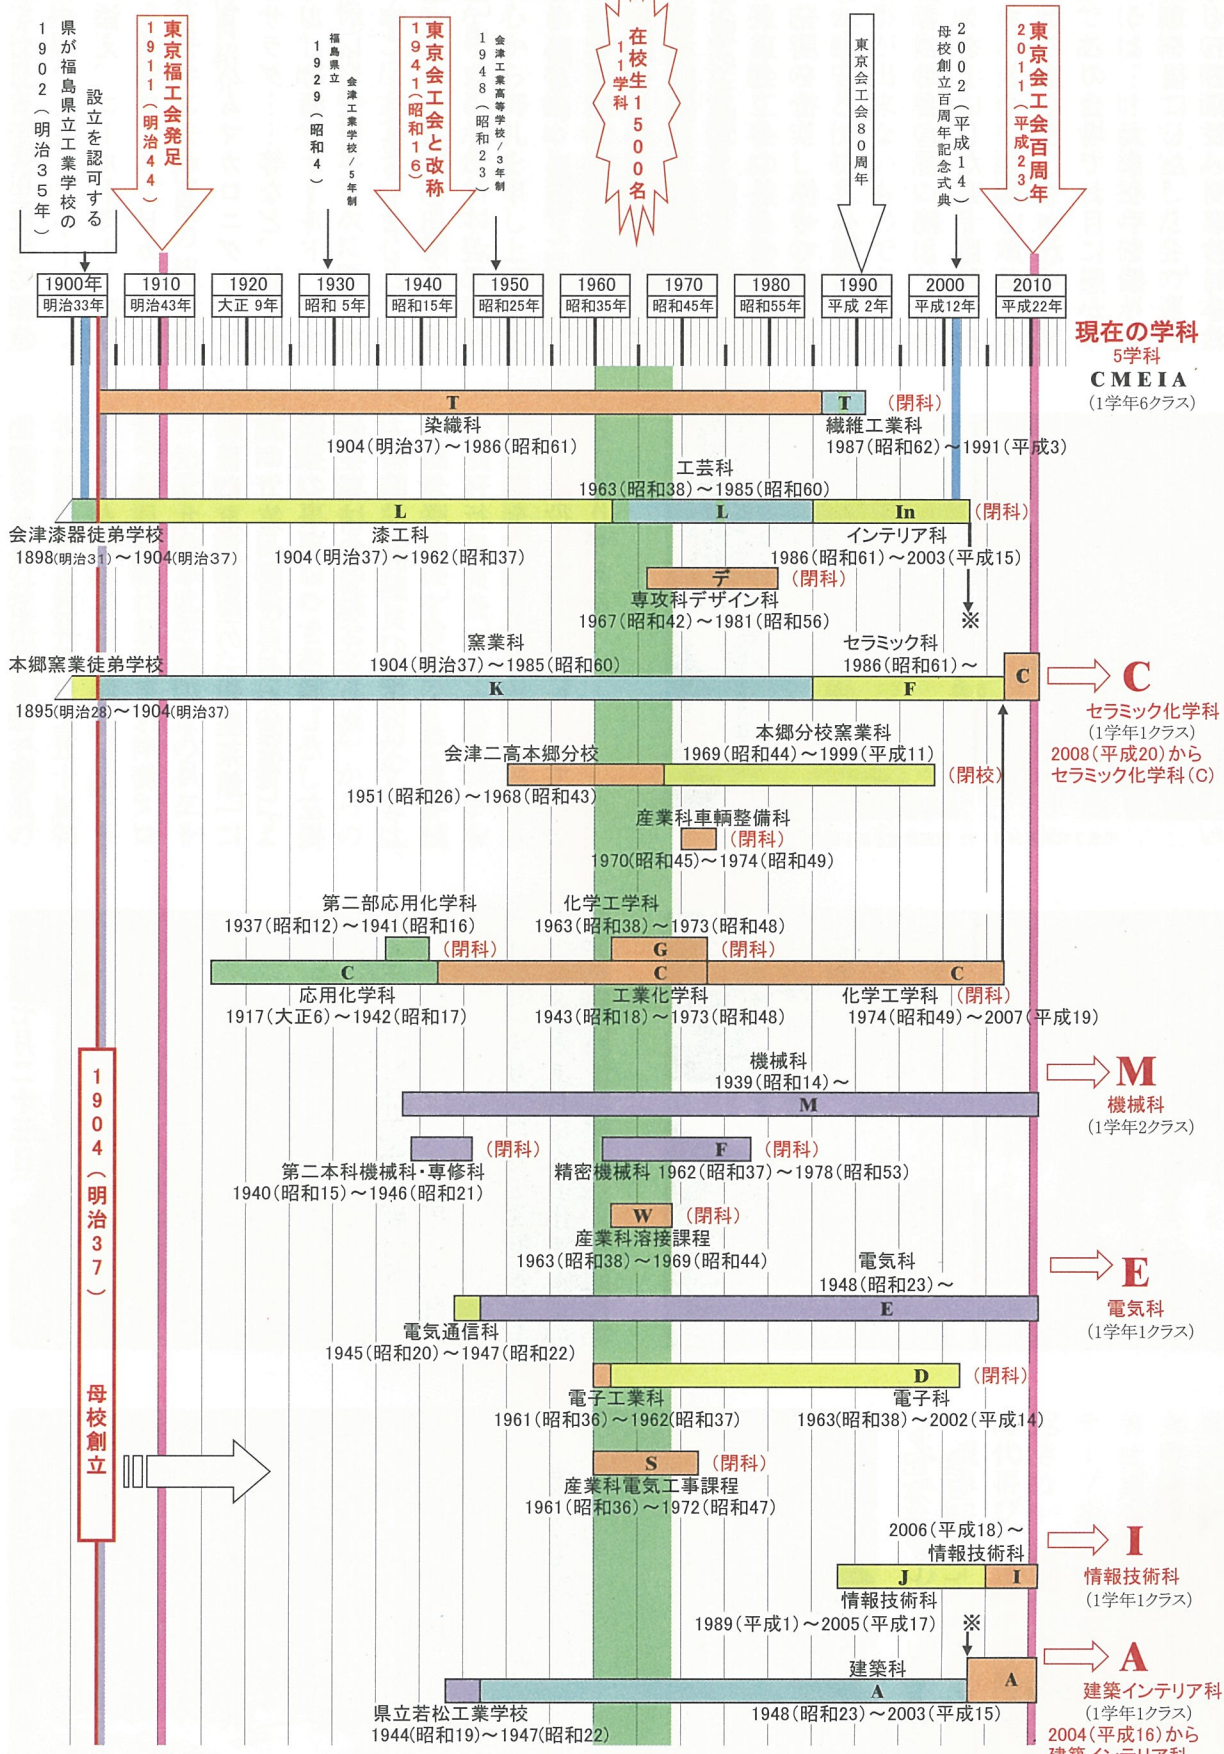 1902（明治35年）
県が福島県立工業学校の
設立を認可する
1911（明治44）
東京福工会発足
1929（昭和4）
福島県立
会津工業学校/5年制
1941（昭和16）
東京会工会と改称
1948（昭和23）
会津工業高等学校/3年制
在校生1500名
11学科
東京会工会80周年
母校創立百周年記念式典
2002（平成14）
2011（平成23）
東京会工会百周年
1900年 1910 1920 1930 1940 1950 1960 1970 1980 1990 2000 2010
明治33年 明治43年 大正 9年 昭和 5年 昭和15年 昭和25年 昭和35年 昭和45年 昭和55年 平成 2年 平成12年 平成22年
現在の学科
5学科
C M E I A
（1学年6クラス）
T T （閉科）
染織科 繊維工業科
1904（明治37）～1986（昭和61） 1987（昭和62）～1991（平成3）
工芸科
1963（昭和38）～1985（昭和60）
L L In （閉科）
会津漆器徒弟学校 漆工科 インテリア科
1898（明治31）～1904（明治37） 1904（明治37）～1962（昭和37） 1986（昭和61）～2003（平成15）
デ （閉科）
専攻科デザイン科
1967（昭和42）～1981（昭和56） ※
窯業科 セラミック科
本郷窯業徒弟学校 1904（明治37）～1985（昭和60） 1986（昭和61）～
K F C C
1895（明治28）～1904（明治37）
セラミック化学科
（1学年1クラス）
2008（平成20）から
セラミック化学科（C）
本郷分校窯業科
会津二高本郷分校 1969（昭和44）～1999（平成11）
（閉校）
1951（昭和26）～1968（昭和43）
産業科車輌整備科
（閉科）
1970（昭和45）～1974（昭和49）
第二部応用化学科 化学工学科
1937（昭和12）～1941（昭和16） 1963（昭和38）～1973（昭和48）
（閉科） G （閉科）
C C C
応用化学科 工業化学科 化学工学科 （閉科）
1917（大正6）～1942（昭和17） 1943（昭和18）～1973（昭和48） 1974（昭和49）～2007（平成19）
機械科
1939（昭和14）～
M M
機械科
（1学年2クラス）
（閉科） F （閉科）
第二本科機械科・専修科 精密機械科 1962（昭和37）～1978（昭和53）
1940（昭和15）～1946（昭和21）
W （閉科）
産業科溶接課程
1963（昭和38）～1969（昭和44）
電気科
1948（昭和23）～
E E
電気科
（1学年1クラス）
電気通信科
1945（昭和20）～1947（昭和22）
D （閉科）
電子工業科 電子科
1961（昭和36）～1962（昭和37） 1963（昭和38）～2002（平成14）
S （閉科）
産業科電気工事課程
1961（昭和36）～1972（昭和47）
1904（明治37）
母校創立
2006（平成18）～
情報技術科
J I I
情報技術科
（1学年1クラス）
情報技術科
1989（平成1）～2005（平成17） ※
建築科
A A A
県立若松工業学校 1948（昭和23）～2003（平成15）
1944（昭和19）～1947（昭和22）
建築インテリア科
（1学年1クラス）
2004（平成16）から
建築インテリア科